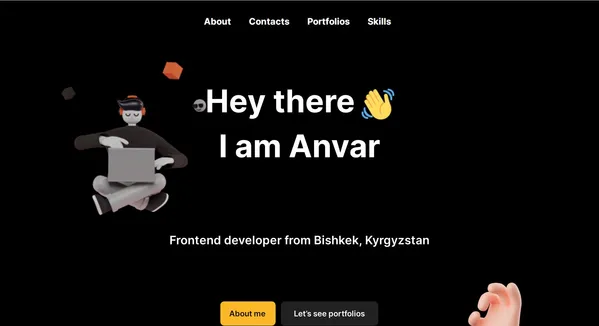 About Contacts Portfolios Skills
Hey there 👋
I am Anvar
Frontend developer from Bishkek, Kyrgyzstan
About me Let's see portfolios